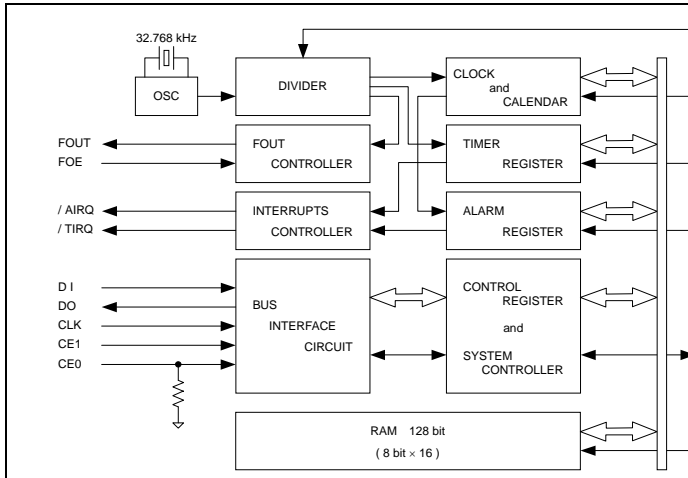 32.768 kHz
OSC
DIVIDER
CLOCK
and
CALENDAR
FOUT
FOE
FOUT
CONTROLLER
TIMER
REGISTER
/ AIRQ
/ TIRQ
INTERRUPTS
CONTROLLER
ALARM
REGISTER
D I
DO
CLK
CE1
CE0
BUS
INTERFACE
CIRCUIT
CONTROL
REGISTER
and
SYSTEM
CONTROLLER
RAM 128 bit
( 8 bit × 16 )